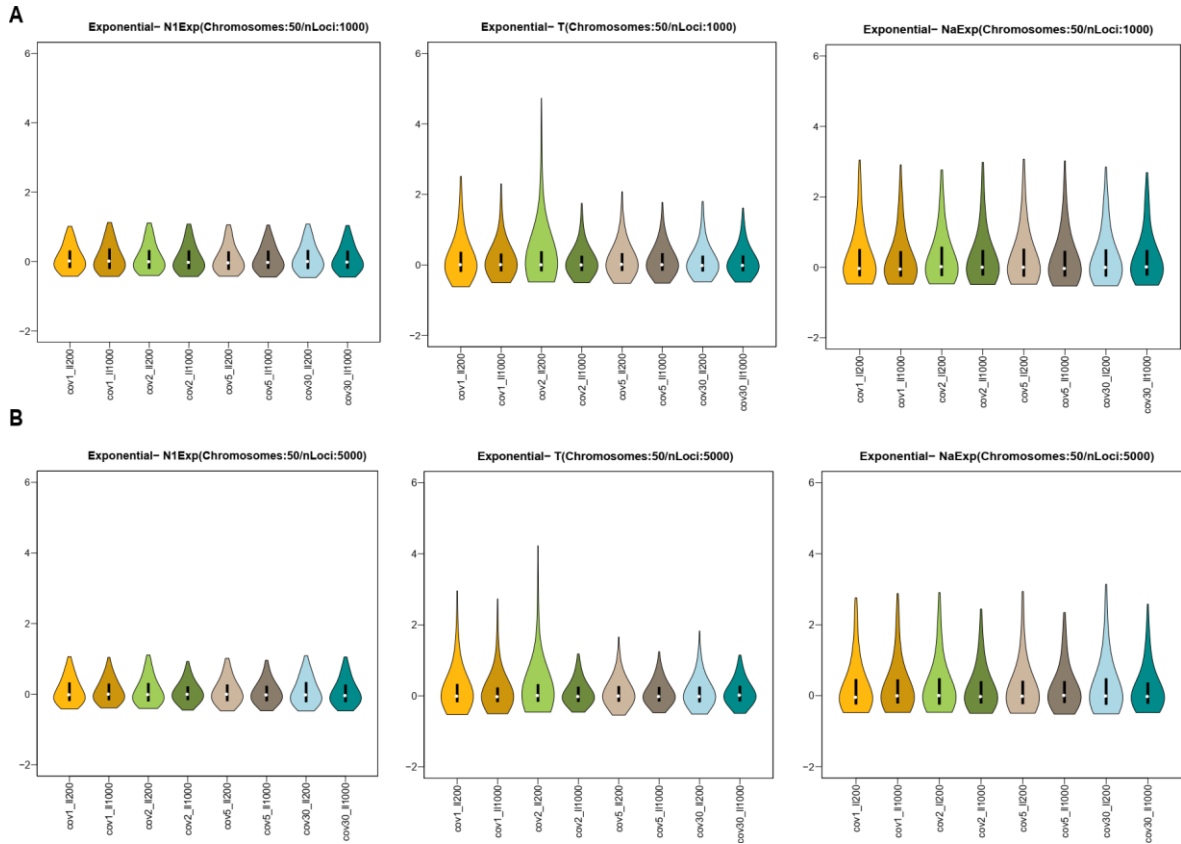 A
Exponential− N1Exp(Chromosomes:50/nLoci:1000)
6
4
2
0
−2
cov1_ll200
cov1_ll1000
cov2_ll200
cov2_ll1000
cov5_ll200
cov5_ll1000
cov30_ll200
cov30_ll1000
Exponential− T(Chromosomes:50/nLoci:1000)
6
4
2
0
−2
cov1_ll200
cov1_ll1000
cov2_ll200
cov2_ll1000
cov5_ll200
cov5_ll1000
cov30_ll200
cov30_ll1000
Exponential− NaExp(Chromosomes:50/nLoci:1000)
6
4
2
0
−2
cov1_ll200
cov1_ll1000
cov2_ll200
cov2_ll1000
cov5_ll200
cov5_ll1000
cov30_ll200
cov30_ll1000
B
Exponential− N1Exp(Chromosomes:50/nLoci:5000)
6
4
2
0
−2
cov1_ll200
cov1_ll1000
cov2_ll200
cov2_ll1000
cov5_ll200
cov5_ll1000
cov30_ll200
cov30_ll1000
Exponential− T(Chromosomes:50/nLoci:5000)
6
4
2
0
−2
cov1_ll200
cov1_ll1000
cov2_ll200
cov2_ll1000
cov5_ll200
cov5_ll1000
cov30_ll200
cov30_ll1000
Exponential− NaExp(Chromosomes:50/nLoci:5000)
6
4
2
0
−2
cov1_ll200
cov1_ll1000
cov2_ll200
cov2_ll1000
cov5_ll200
cov5_ll1000
cov30_ll200
cov30_ll1000